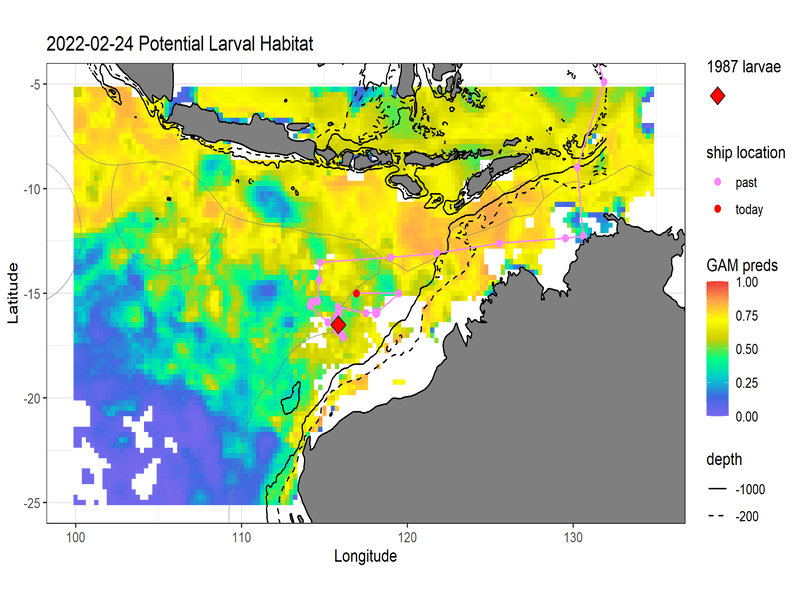 2022-02-24 Potential Larval Habitat
-5
-10
-15
-20
-25
Latitude
100
110
120
130
Longitude
1987 larvae
ship location
past
today
GAM preds
1.00
0.75
0.50
0.25
0.00
depth
-1000
-200